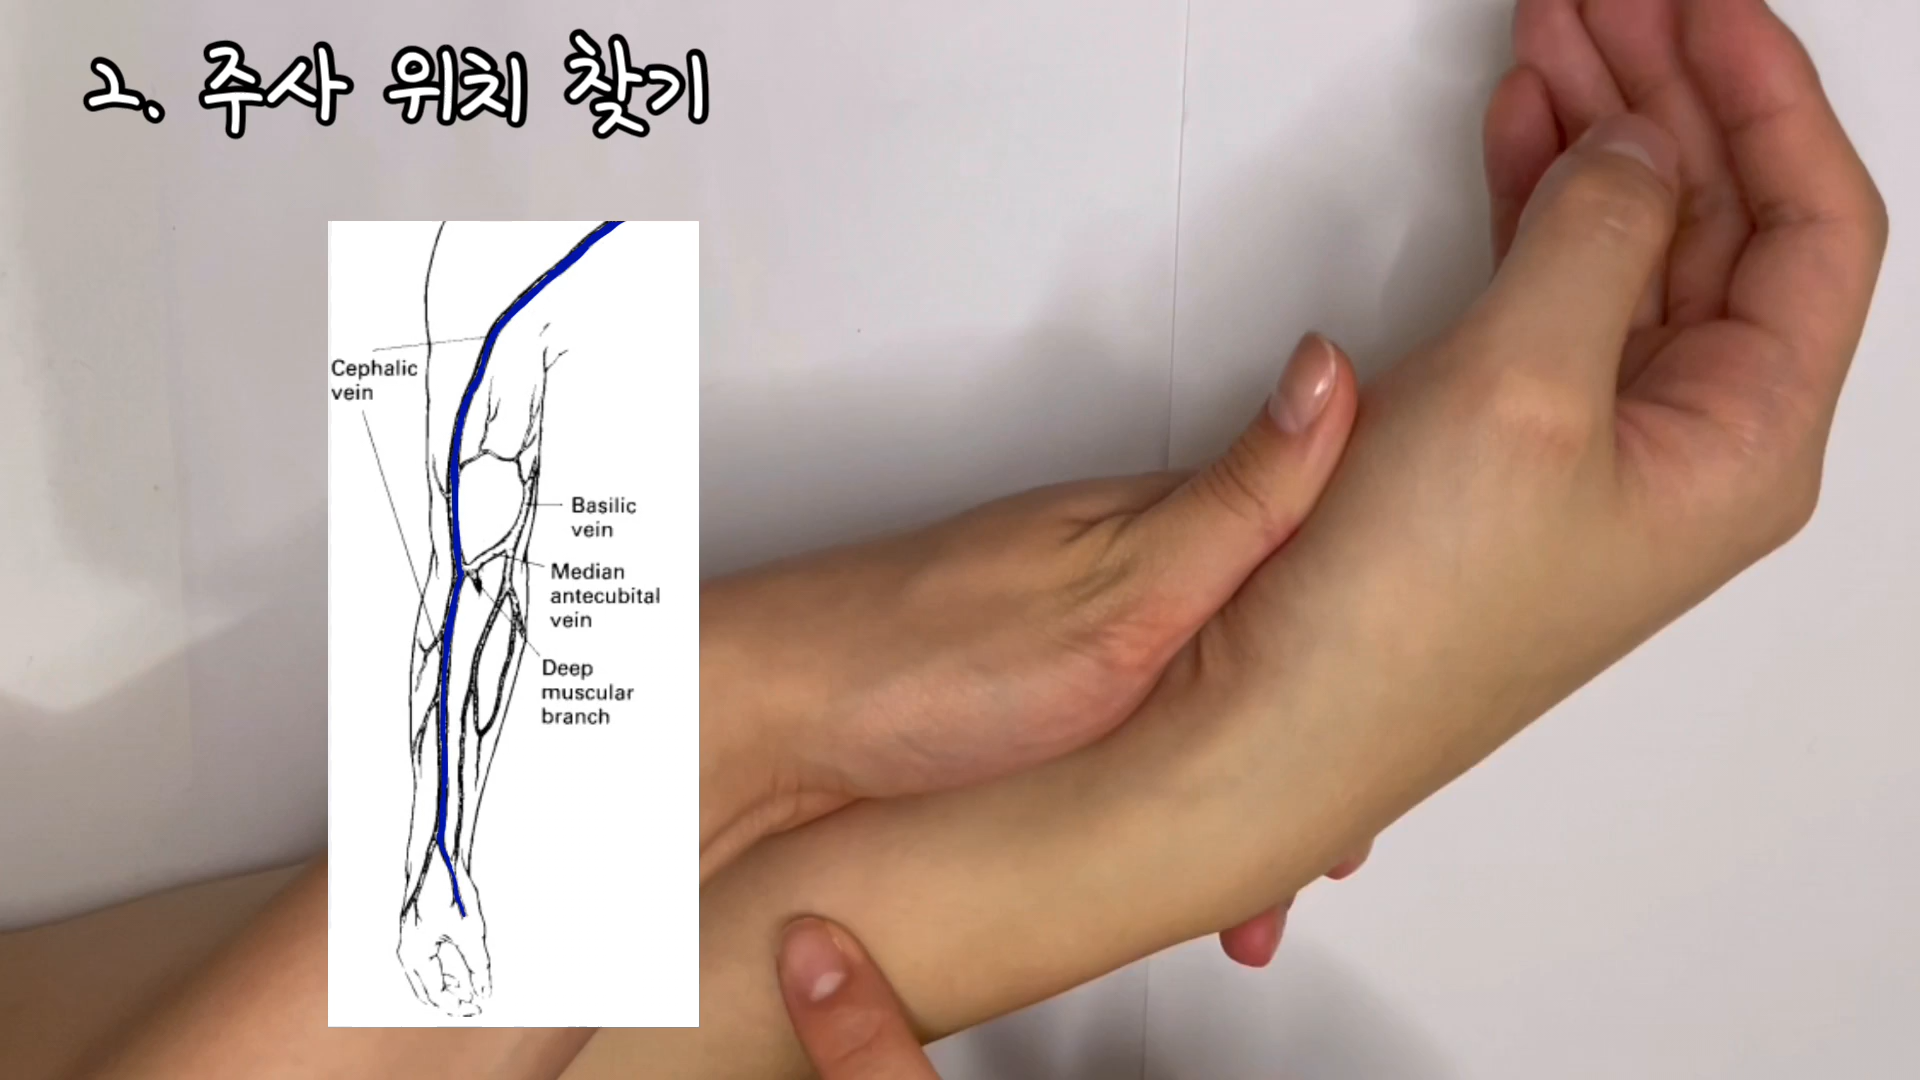 2. 주사 위치 찾기
Cephalic
vein
Basilic
vein
Median
antecubital
vein
Deep
muscular
branch